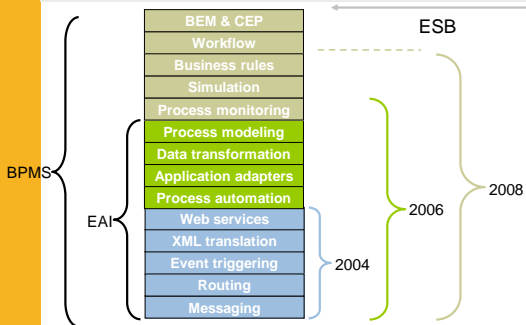 BEM & CEP
ESB
Workflow
Business rules
Simulation
Process monitoring
Process modeling
Data transformation
BPMS
Application adapters
2008
Process automation
2006
EAI
Web services
XML translation
2004
Event triggering
Routing
Messaging